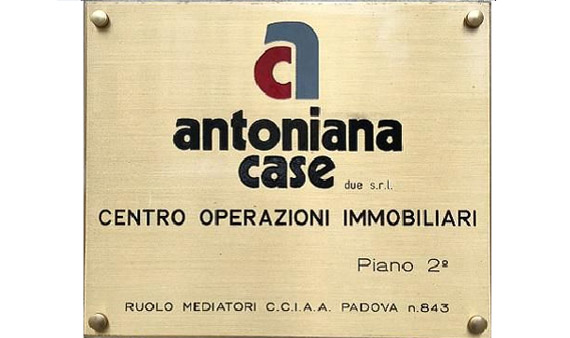 antoniana
case due s.r.l.
CENTRO OPERAZIONI IMMOBILIARI
Piano 2º
RUOLO MEDIATORI C.C.I.A.A. PADOVA n.843